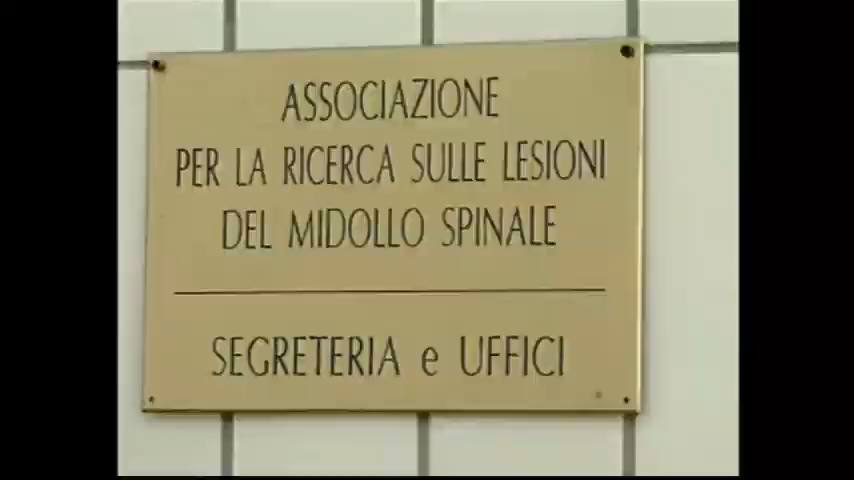 ASSOCIAZIONE
PER LA RICERCA SULLE LESIONI
DEL MIDOLLO SPINALE
SEGRETERIA e UFFICI